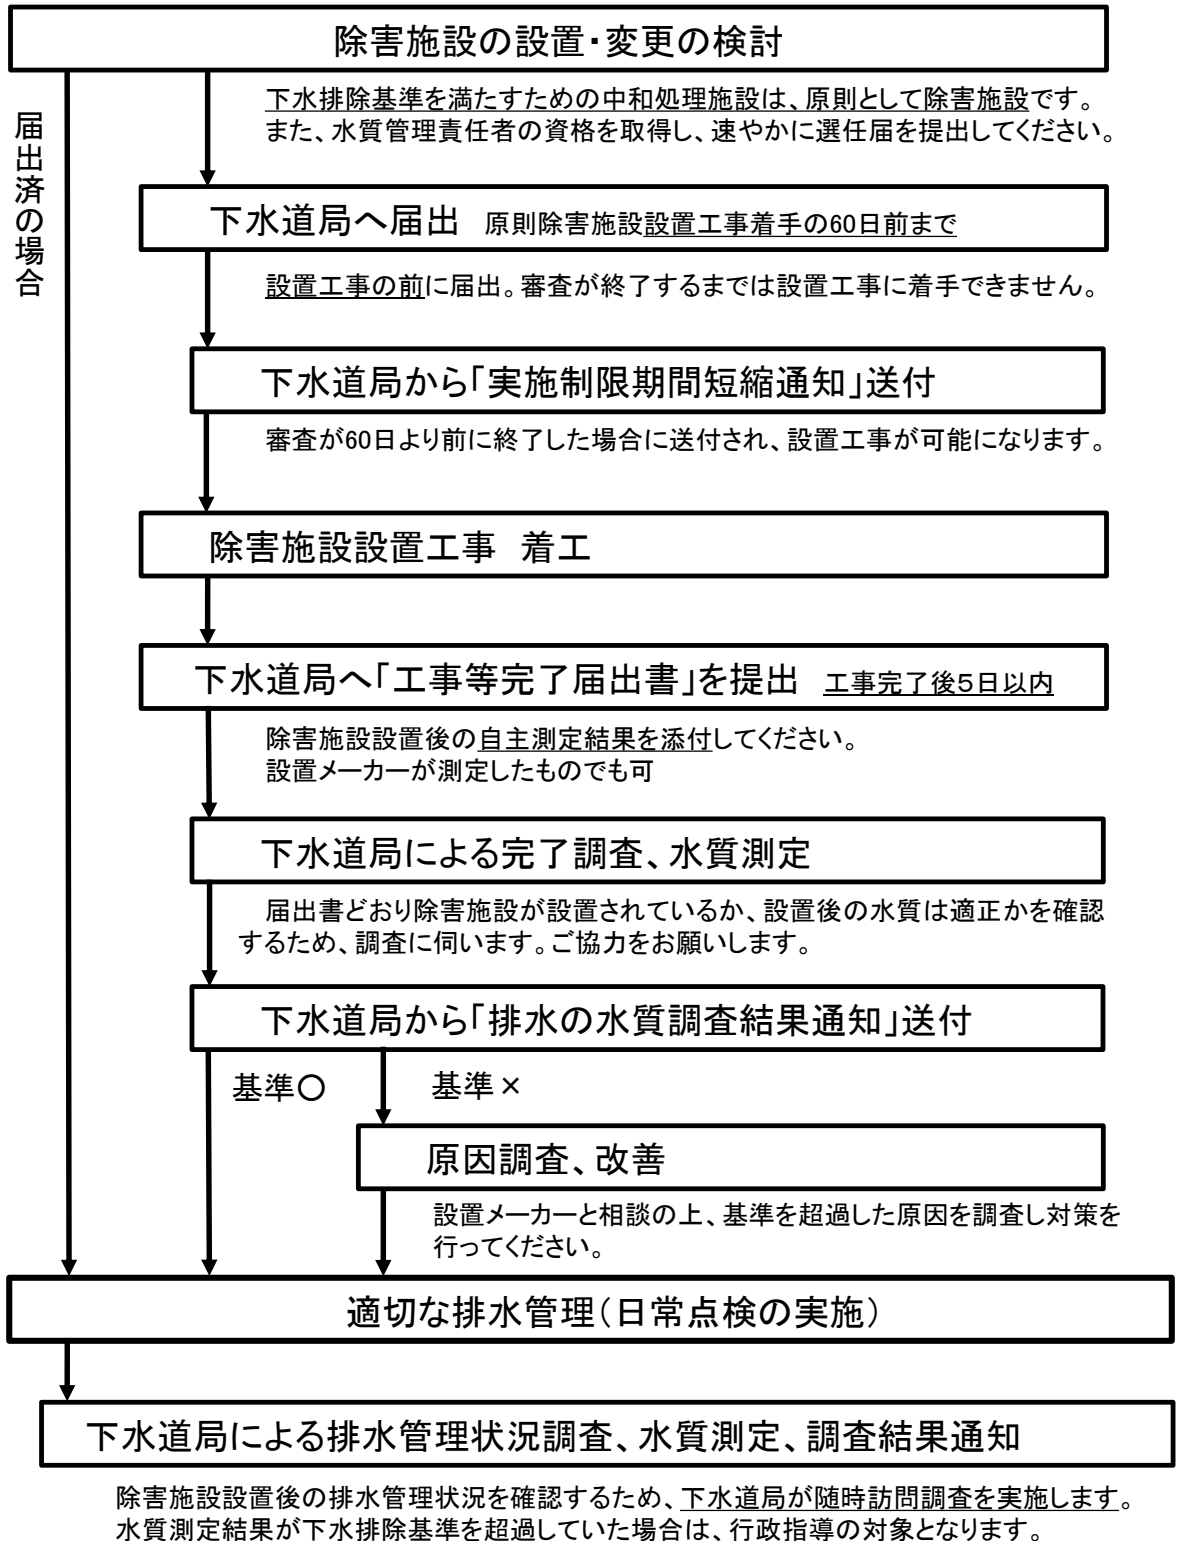 除害施設の設置・変更の検討
届出済の場合
下水排除基準を満たすための中和処理施設は、原則として除害施設です。
また、水質管理責任者の資格を取得し、速やかに選任届を提出してください。
下水道局へ届出 原則除害施設設置工事着手の60日前まで
設置工事の前に届出。審査が終了するまでは設置工事に着手できません。
下水道局から「実施制限期間短縮通知」送付
審査が60日より前に終了した場合に送付され、設置工事が可能になります。
除害施設設置工事 着工
下水道局へ「工事等完了届出書」を提出 工事完了後5日以内
除害施設設置後の自主測定結果を添付してください。
設置メーカーが測定したものでも可
下水道局による完了調査、水質測定
届出書どおり除害施設が設置されているか、設置後の水質は適正かを確認
するため、調査に伺います。ご協力をお願いします。
下水道局から「排水の水質調査結果通知」送付
基準〇 基準×
原因調査、改善
設置メーカーと相談の上、基準を超過した原因を調査し対策を
行ってください。
適切な排水管理(日常点検の実施)
下水道局による排水管理状況調査、水質測定、調査結果通知
除害施設設置後の排水管理状況を確認するため、下水道局が随時訪問調査を実施します。
水質測定結果が下水排除基準を超過していた場合は、行政指導の対象となります。